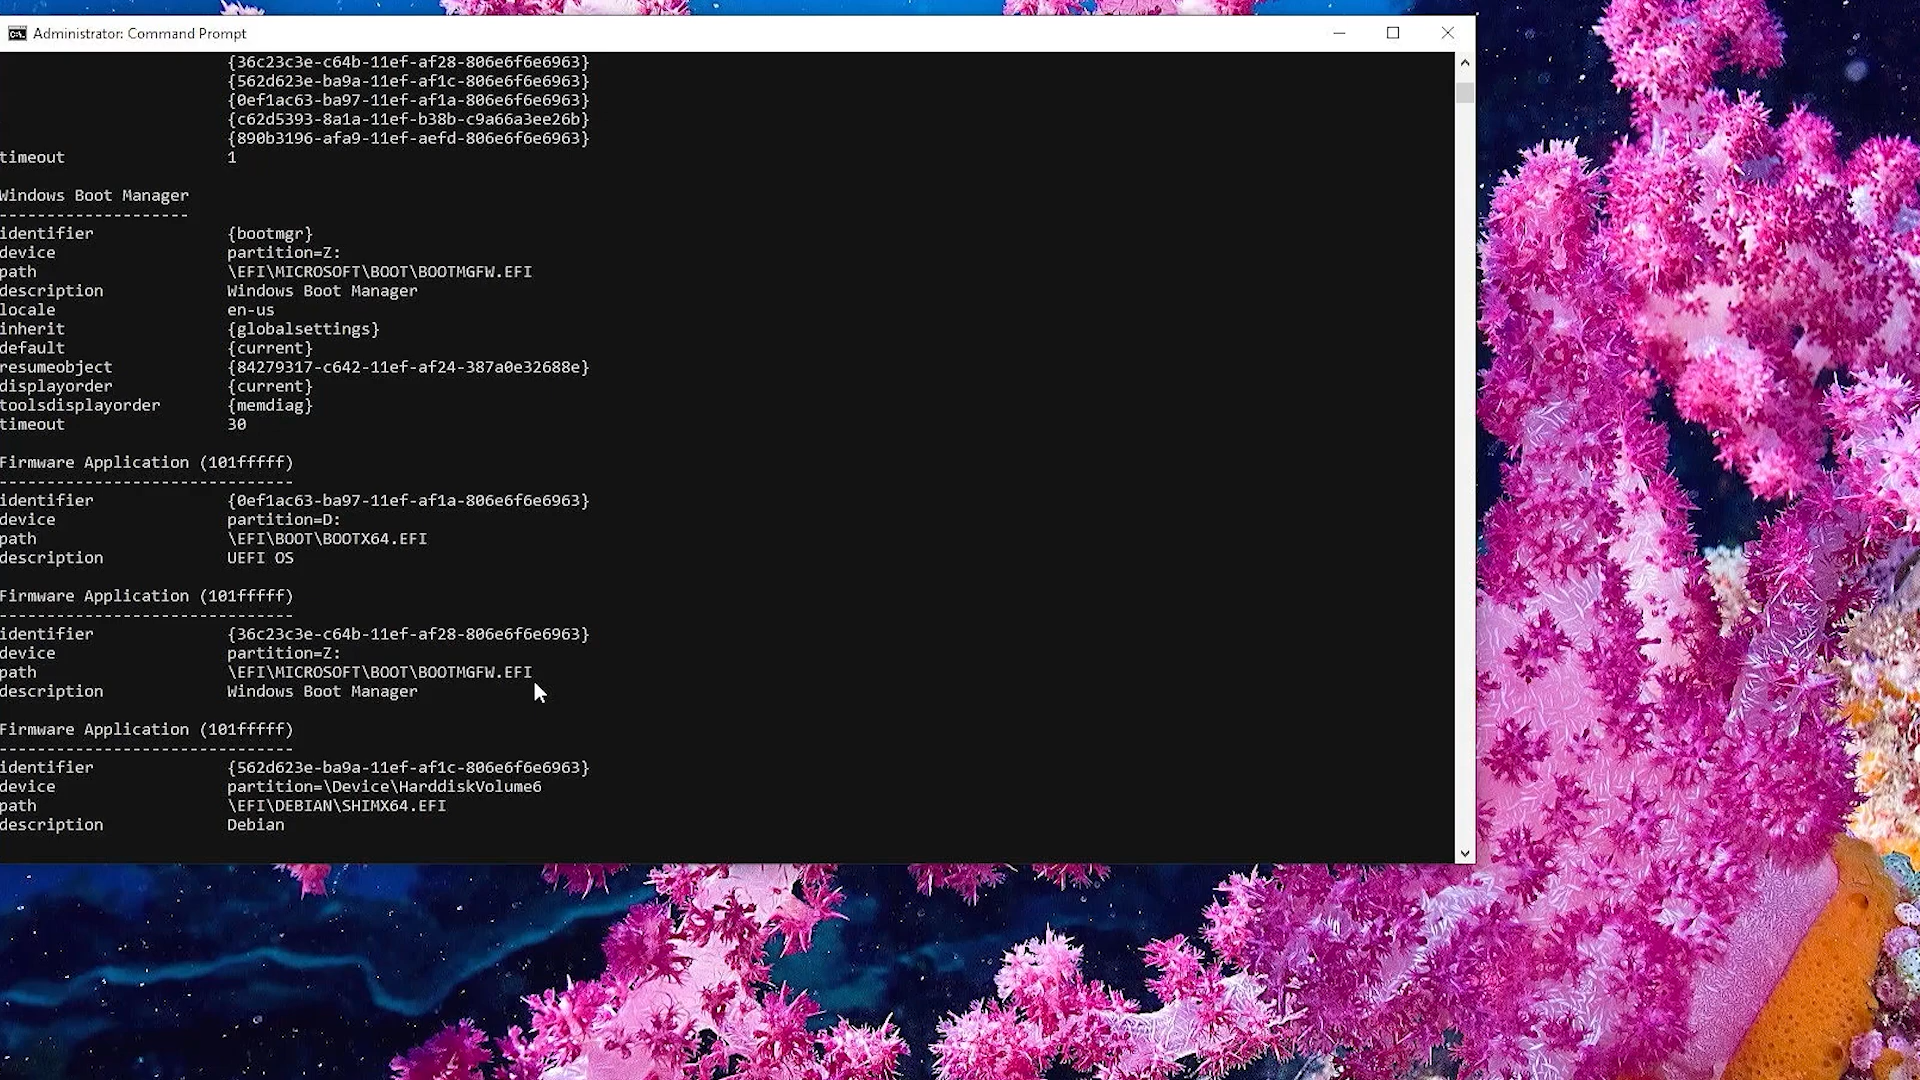 Administrator: Command Prompt
{36c23c3e-c64b-11ef-af28-806e6f6e6963}
{562d623e-ba9a-11ef-af1c-806e6f6e6963}
{0ef1ac63-ba97-11ef-af1a-806e6f6e6963}
{c62d5393-8a1a-11ef-b38b-c9a66a3ee26b}
{890b3196-afa9-11ef-aefd-806e6f6e6963}
timeout 1
Windows Boot Manager
--------------------
identifier {bootmgr}
device partition=Z:
path \EFI\MICROSOFT\BOOT\BOOTMGFW.EFI
description Windows Boot Manager
locale en-us
inherit {globalsettings}
default {current}
resumeobject {84279317-c642-11ef-af24-387a0e32688e}
displayorder {current}
toolsdisplayorder {memdiag}
timeout 30
Firmware Application (101fffff)
-------------------------------
identifier {0ef1ac63-ba97-11ef-af1a-806e6f6e6963}
device partition=D:
path \EFI\BOOT\BOOTX64.EFI
description UEFI OS
Firmware Application (101fffff)
-------------------------------
identifier {36c23c3e-c64b-11ef-af28-806e6f6e6963}
device partition=Z:
path \EFI\MICROSOFT\BOOT\BOOTMGFW.EFI
description Windows Boot Manager
Firmware Application (101fffff)
-------------------------------
identifier {562d623e-ba9a-11ef-af1c-806e6f6e6963}
device partition=\Device\HarddiskVolume6
path \EFI\DEBIAN\SHIMX64.EFI
description Debian